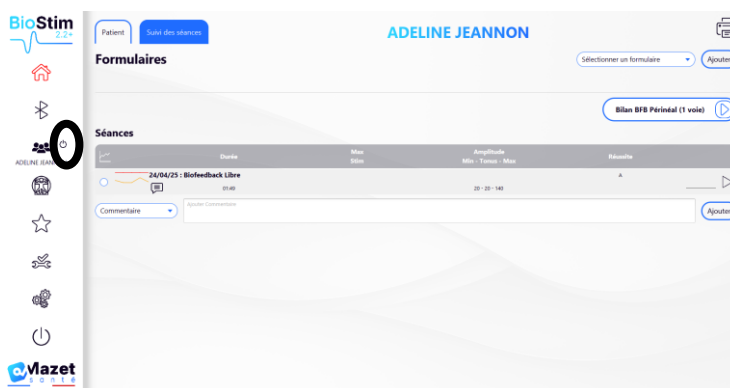 BioStim
2.2+
Patient
Suivi des séances
ADELINE JEANNON
Formulaires
Sélectionner un formulaire
Ajouter
Bilan BFB Périnéal (1 voie)
Séances
Durée
Max
Stim
Amplitude
Min - Tonus - Max
Réussite
24/04/25 : Biofeedback Libre
01:49
20 - 20 - 140
Commentaire
Ajouter Commentaire
Ajouter
ADELINE JEAN
Mazet
santé